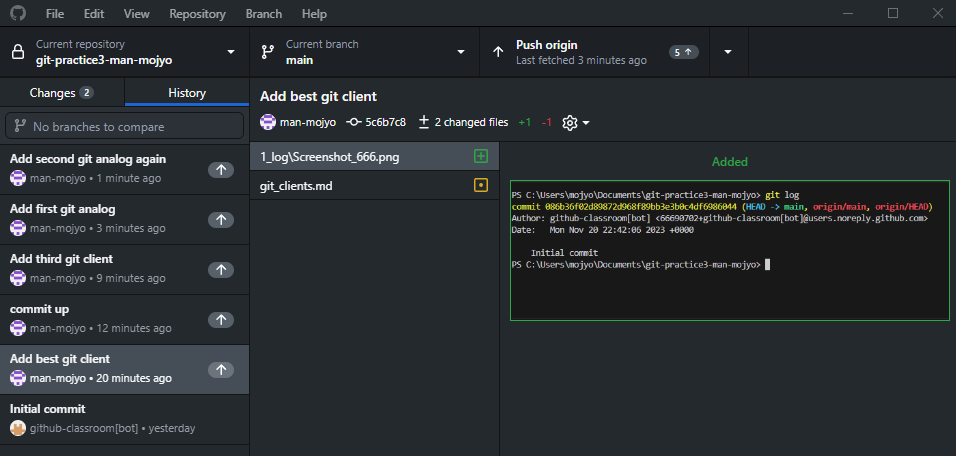 File Edit View Repository Branch Help
Current repository
git-practice3-man-mojyo
Current branch
main
Push origin
Last fetched 3 minutes ago
5
Changes 2
History
No branches to compare
Add second git analog again
man-mojyo • 1 minute ago
Add first git analog
man-mojyo • 3 minutes ago
Add third git client
man-mojyo • 9 minutes ago
commit up
man-mojyo • 12 minutes ago
Add best git client
man-mojyo • 20 minutes ago
Initial commit
github-classroom[bot] • yesterday
Add best git client
man-mojyo 5c6b7c8 2 changed files +1 -1
1_log\Screenshot_666.png
git_clients.md
Added
PS C:\Users\mojyo\Documents\git-practice3-man-mojyo> git log
commit 086b36f02d89872d968f89bb3e3b0c4df6986044 (HEAD -> main, origin/main, origin/HEAD)
Author: github-classroom[bot] <66690702+github-classroom[bot]@users.noreply.github.com>
Date: Mon Nov 20 22:42:06 2023 +0000
Initial commit
PS C:\Users\mojyo\Documents\git-practice3-man-mojyo>